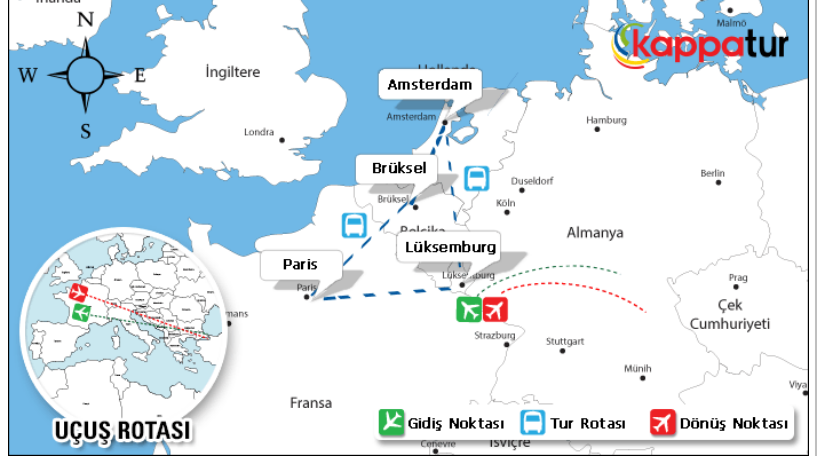 İrlanda
N
W
E
S
İngiltere
Londra
Malmö
kappatur
Hollanda
Amsterdam
Amsterdam
Hamburg
Berlin
Brüksel
Brüksel
Belçika
Duseldorf
Köln
Almanya
Lüksemburg
Lüksemburg
Paris
Paris
Prag
Çek
Cumhuriyeti
mans
Strazburg
Stuttgart
Münih
Viya
Fransa
Gidiş Noktası
Tur Rotası
Dönüş Noktası
UÇUŞ ROTASI
Cenevre
İsviçre